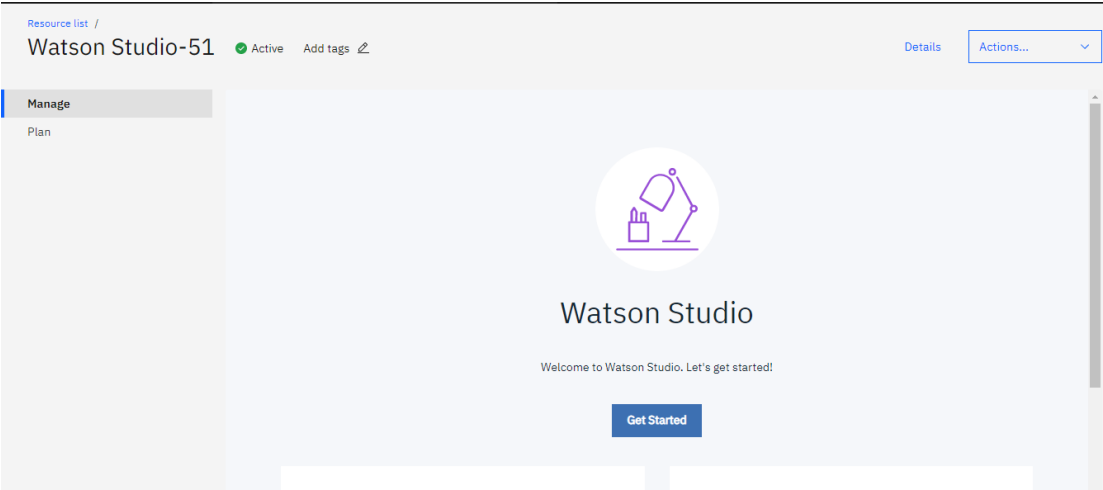 Resource list /
Watson Studio-51 Active Add tags Details Actions...
Manage
Plan
Watson Studio
Welcome to Watson Studio. Let's get started!
Get Started